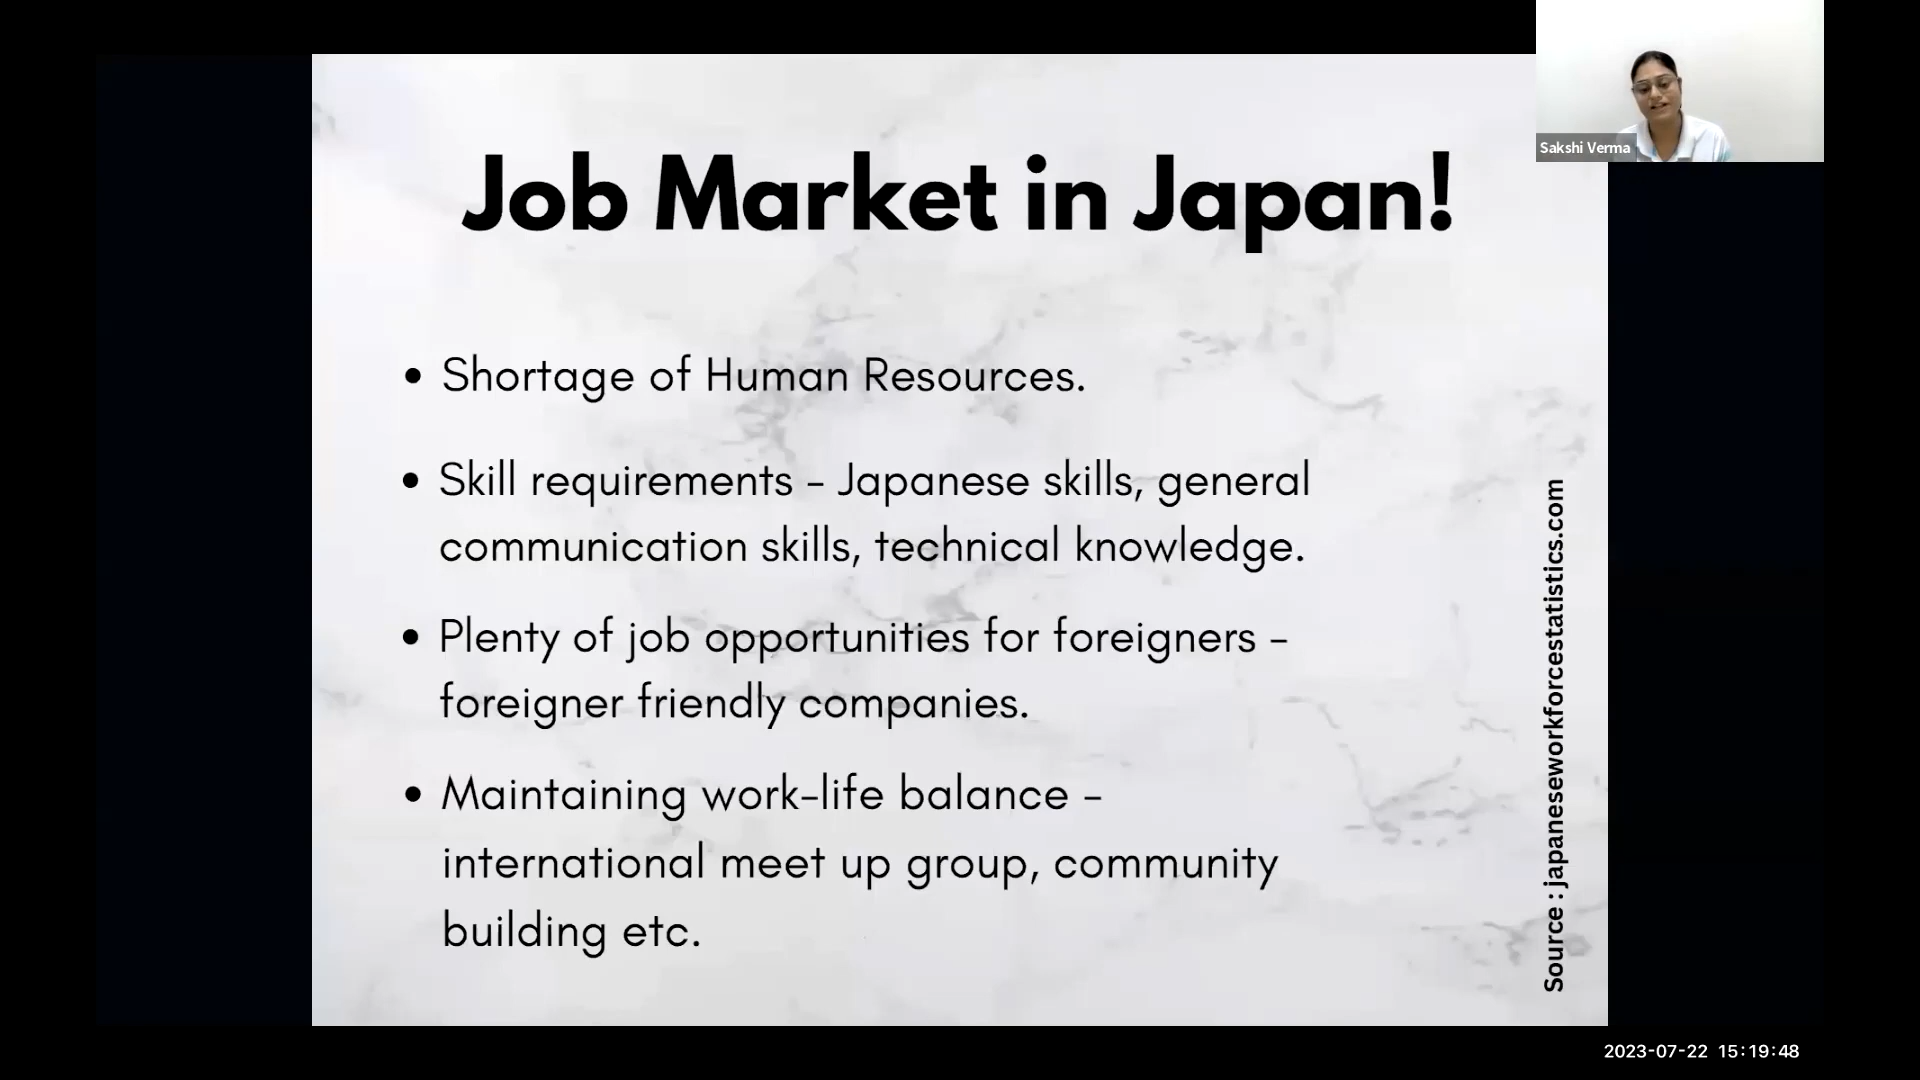 Sakshi Verma
Job Market in Japan!
• Shortage of Human Resources.
• Skill requirements - Japanese skills, general
communication skills, technical knowledge.
• Plenty of job opportunities for foreigners -
foreigner friendly companies.
• Maintaining work-life balance -
international meet up group, community
building etc.
Source : japaneseworkforcestatistics.com
2023-07-22 15:19:48